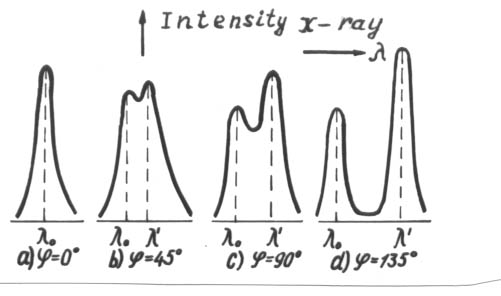 Intensity x-ray
λ
λ₀ λ₀ λ' λ₀ λ' λ₀ λ'
a) φ=0° b) φ=45° c) φ=90° d) φ=135°